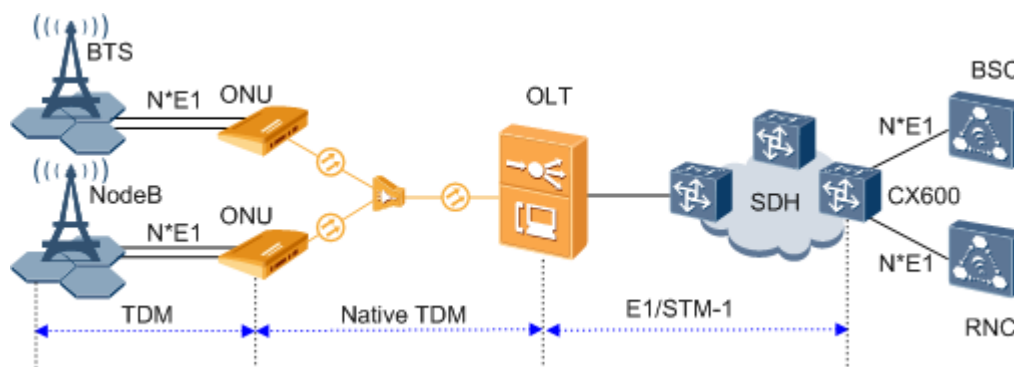 BTS
BSC
N*E1
ONU
OLT
N*E1
SDH
CX600
NodeB
ONU
N*E1
N*E1
TDM
Native TDM
E1/STM-1
RNC